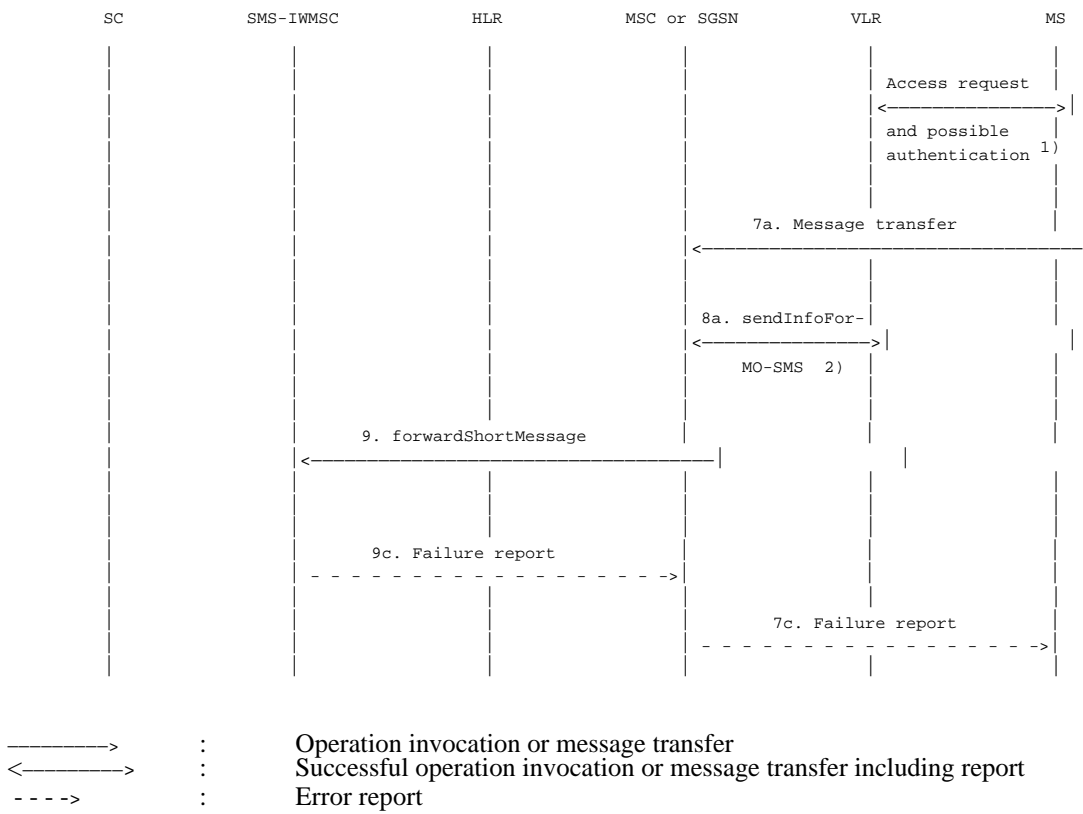 SC SMS-IWMSC HLR MSC or SGSN VLR MS
Access request
and possible
authentication 1)
7a. Message transfer
8a. sendInfoFor-
MO-SMS 2)
9. forwardShortMessage
9c. Failure report
7c. Failure report
: Operation invocation or message transfer
: Successful operation invocation or message transfer including report
: Error report